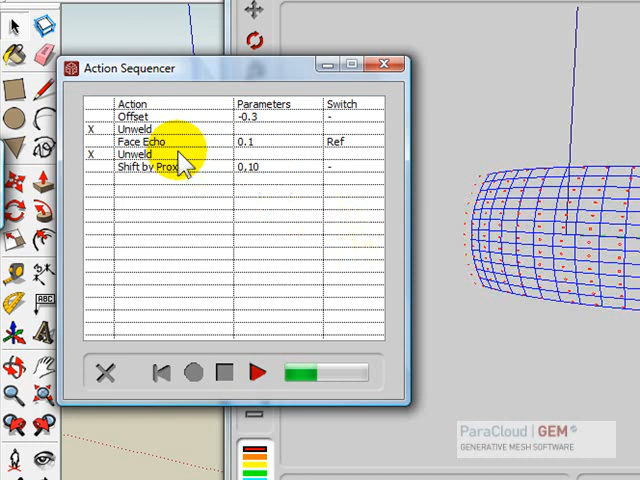 Action Sequencer
Action Parameters Switch
Offset -0.3 -
X Unweld
Face Echo 0.1 Ref
X Unweld
Shift by Prox 0,10 -
ABC
ParaCloud | GEM
GENERATIVE MESH SOFTWARE